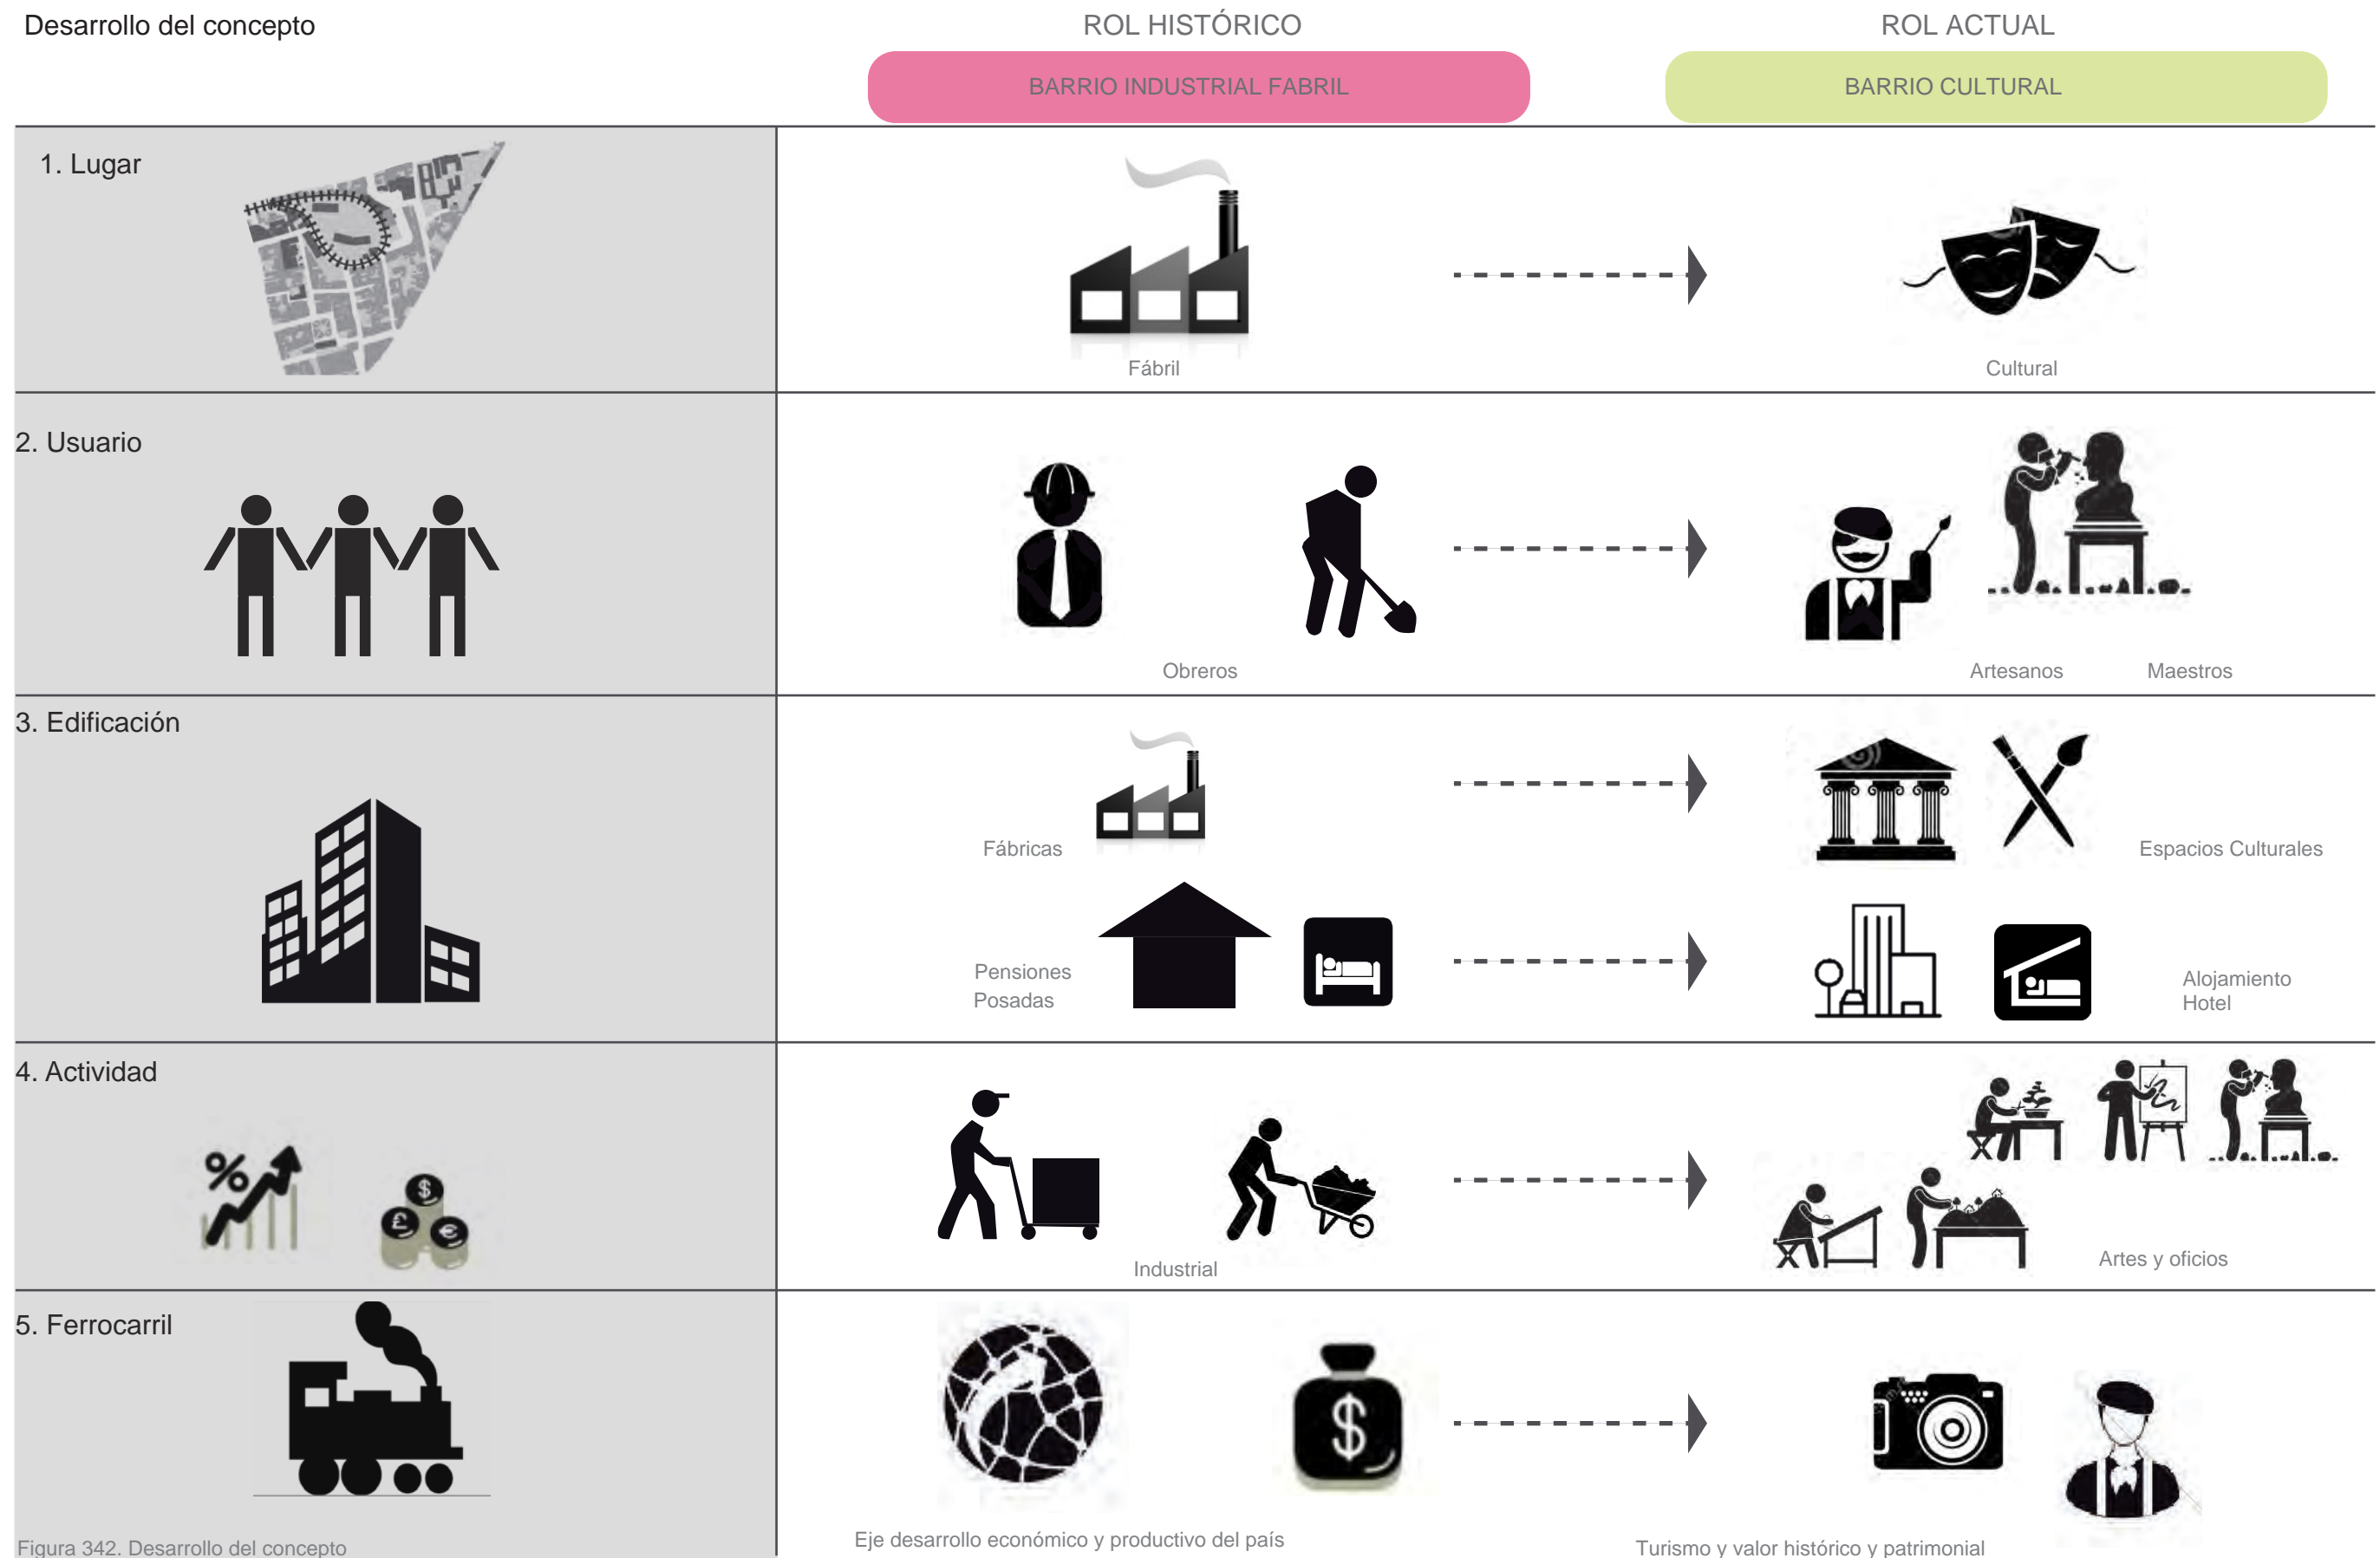 Desarrollo del concepto
ROL HISTÓRICO
ROL ACTUAL
BARRIO INDUSTRIAL FABRIL
BARRIO CULTURAL
1. Lugar
Fábril
Cultural
2. Usuario
Obreros
Artesanos
Maestros
3. Edificación
Fábricas
Espacios Culturales
Pensiones
Posadas
Alojamiento
Hotel
4. Actividad
%
$
£
€
Industrial
Artes y oficios
5. Ferrocarril
$
Eje desarrollo económico y productivo del país
Turismo y valor histórico y patrimonial
Figura 342. Desarrollo del concepto